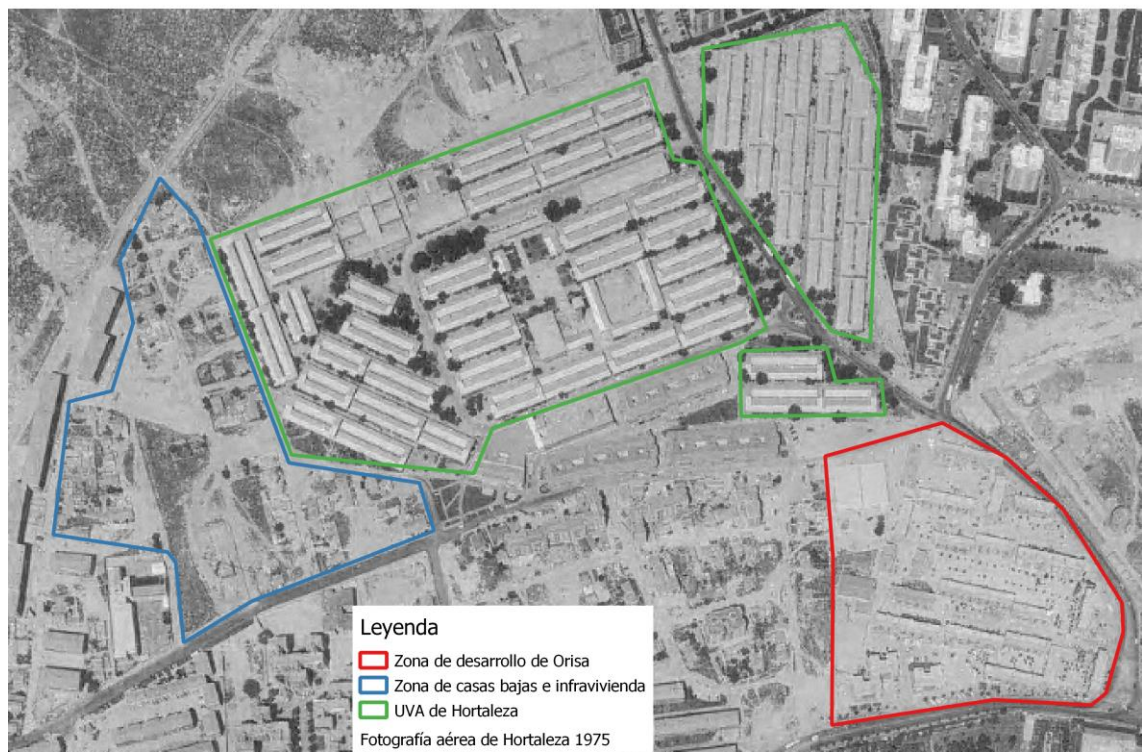 Leyenda
Zona de desarrollo de Orisa
Zona de casas bajas e infravivienda
UVA de Hortaleza
Fotografía aérea de Hortaleza 1975